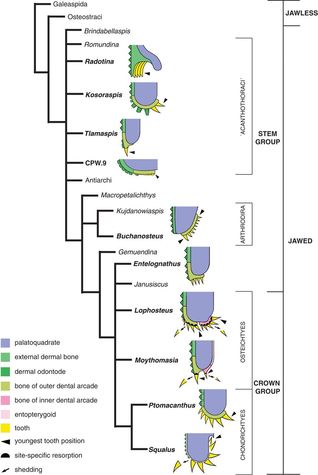 Galeaspida
Osteostraci
JAWLESS
Brindabellaspis
Romundina
Radotina
Kosoraspis
Tlamaspis
CPW.9
Antiarchi
'ACANTHOTHORACI'
STEM
GROUP
Macropetalichthys
Kujdanowiaspis
Buchanosteus
ARTHRODIRA
JAWED
Gemuendina
Entelognathus
Janusiscus
Lophosteus
Moythomasia
OSTEICHTYES
CROWN
GROUP
Ptomacanthus
Squalus
CHONDRICHTYES
palatoquadrate
external dermal bone
dermal odontode
bone of outer dental arcade
bone of inner dental arcade
entopterygoid
tooth
youngest tooth position
site-specific resorption
shedding